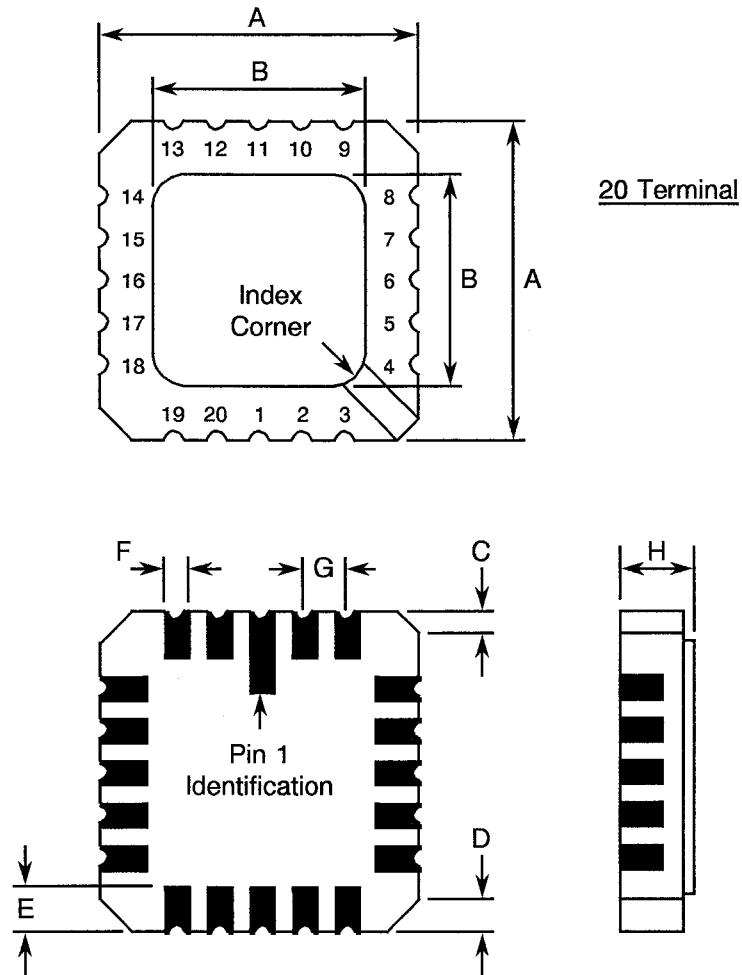 A
B
13 12 11 10 9
14 8
20 Terminal
15 7
16 6
B A
Index
Corner
17 5
18 4
19 20 1 2 3
F G C H
Pin 1
Identification
D
E